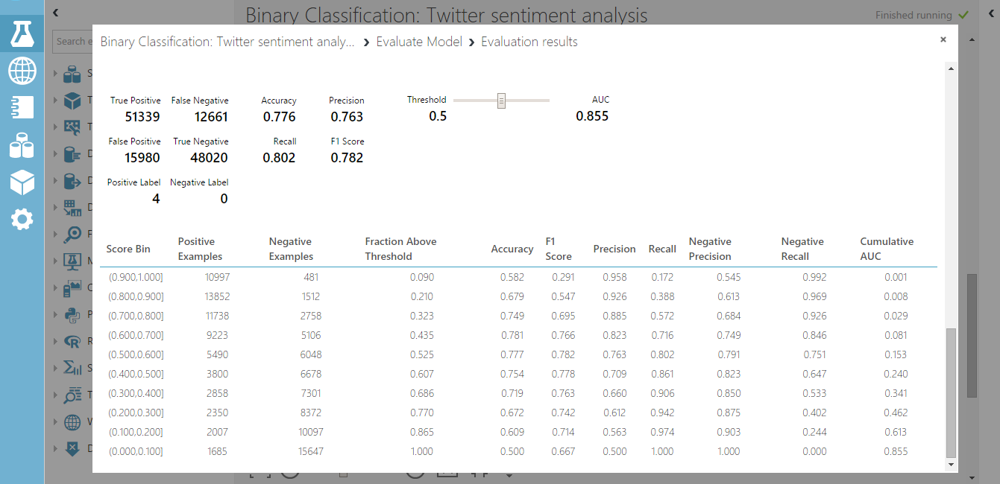 Binary Classification: Twitter sentiment analysis
Finished running
Search e
Binary Classification: Twitter sentiment analy... › Evaluate Model › Evaluation results
True Positive False Negative Accuracy Precision Threshold AUC
51339 12661 0.776 0.763 0.5 0.855
False Positive True Negative Recall F1 Score
15980 48020 0.802 0.782
Positive Label Negative Label
4 0
Score Bin Positive Examples Negative Examples Fraction Above Threshold Accuracy F1 Score Precision Recall Negative Precision Negative Recall Cumulative AUC
(0.900,1.000] 10997 481 0.090 0.582 0.291 0.958 0.172 0.545 0.992 0.001
(0.800,0.900] 13852 1512 0.210 0.679 0.547 0.926 0.388 0.613 0.969 0.008
(0.700,0.800] 11738 2758 0.323 0.749 0.695 0.885 0.572 0.684 0.926 0.029
(0.600,0.700] 9223 5106 0.435 0.781 0.766 0.823 0.716 0.749 0.846 0.081
(0.500,0.600] 5490 6048 0.525 0.777 0.782 0.763 0.802 0.791 0.751 0.153
(0.400,0.500] 3800 6678 0.607 0.754 0.778 0.709 0.861 0.823 0.647 0.240
(0.300,0.400] 2858 7301 0.686 0.719 0.763 0.660 0.906 0.850 0.533 0.341
(0.200,0.300] 2350 8372 0.770 0.672 0.742 0.612 0.942 0.875 0.402 0.462
(0.100,0.200] 2007 10097 0.865 0.609 0.714 0.563 0.974 0.903 0.244 0.613
(0.000,0.100] 1685 15647 1.000 0.500 0.667 0.500 1.000 1.000 0.000 0.855